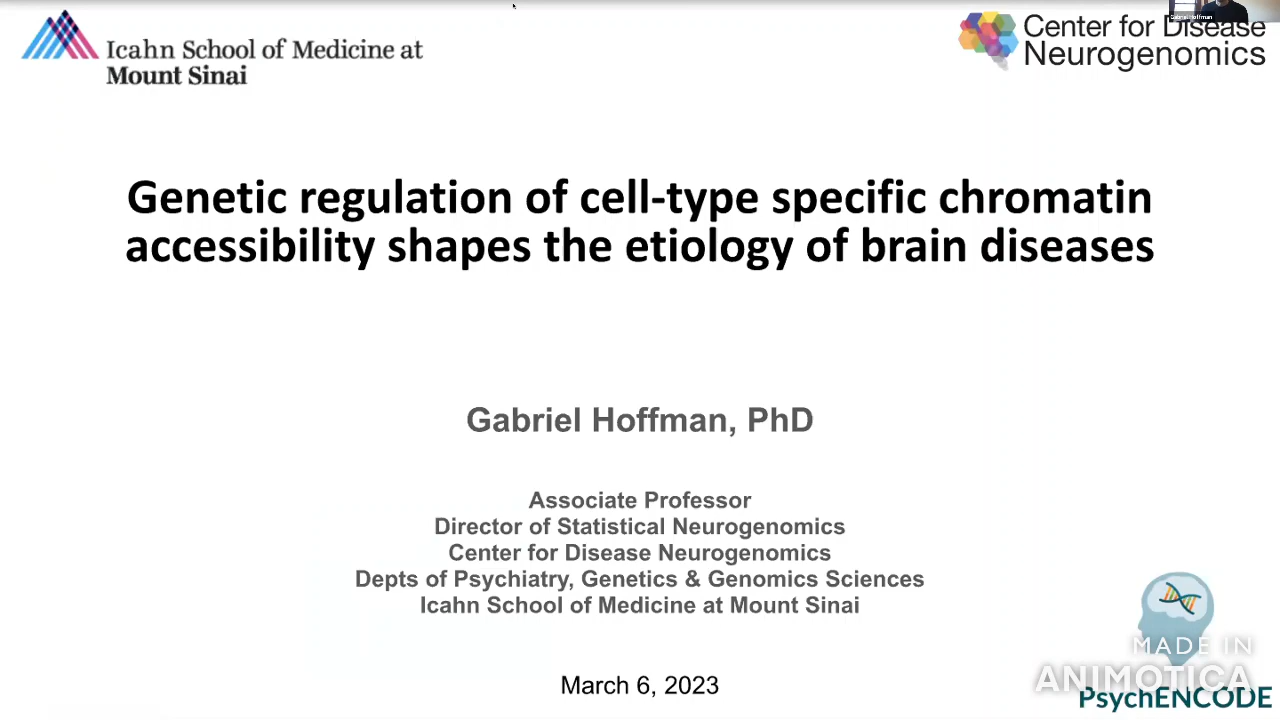 Gabriel Hoffman
Icahn School of Medicine at
Mount Sinai
Center for Disease
Neurogenomics
Genetic regulation of cell-type specific chromatin
accessibility shapes the etiology of brain diseases
Gabriel Hoffman, PhD
Associate Professor
Director of Statistical Neurogenomics
Center for Disease Neurogenomics
Depts of Psychiatry, Genetics & Genomics Sciences
Icahn School of Medicine at Mount Sinai
March 6, 2023
MADE IN
ANIMOTICA
PsychENCODE